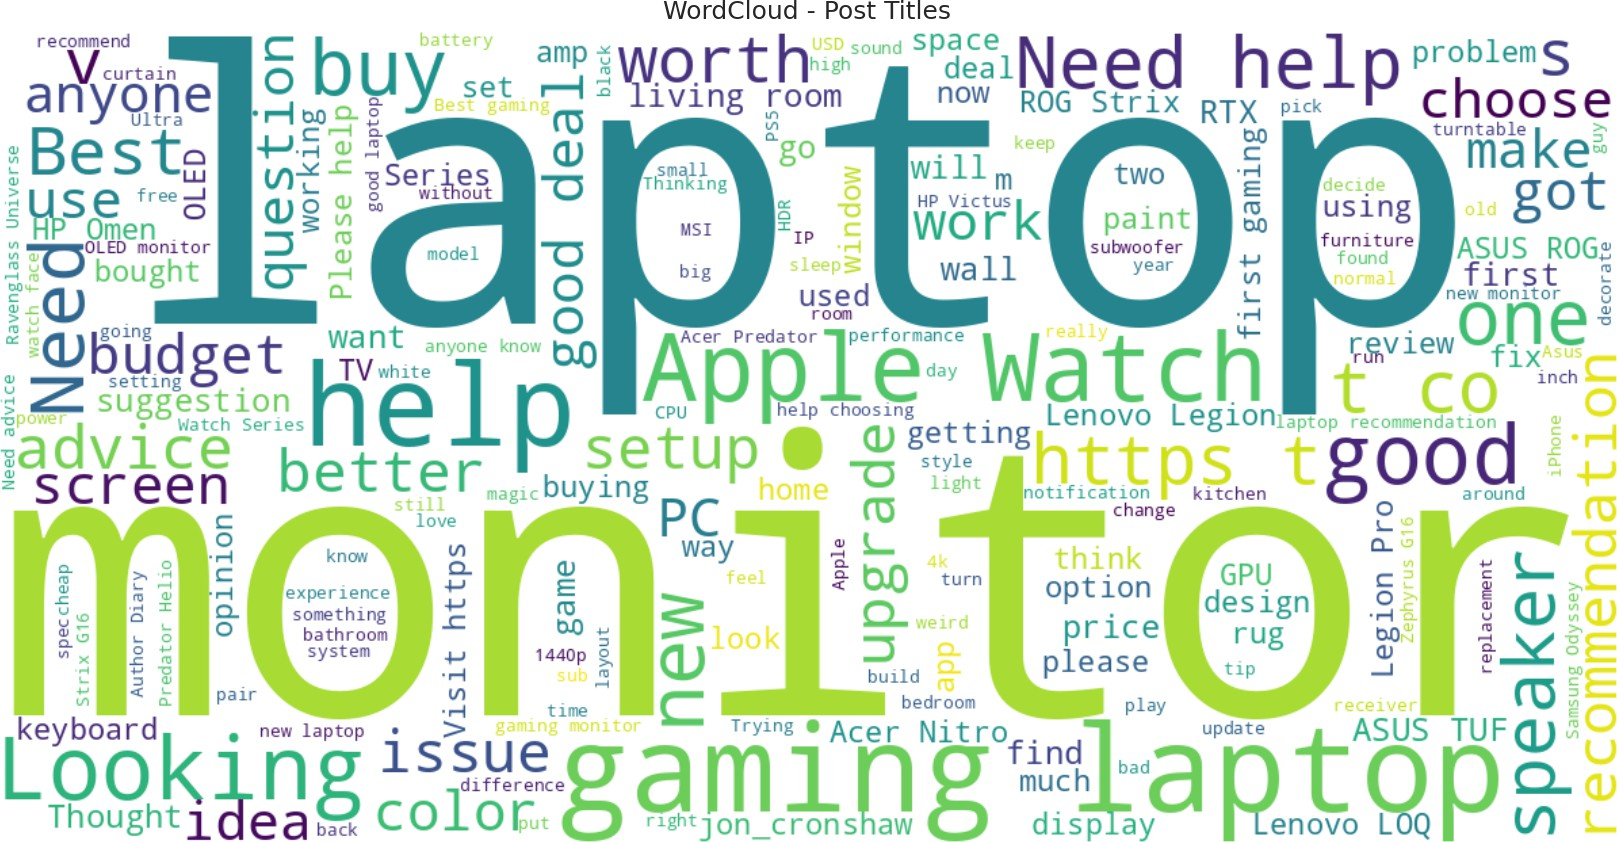 WordCloud - Post Titles
recommend
battery
amp
black
worth
USD
sound
high
space
Need help
problem
s
v
curtain
buy
set
deal
anyone
Best gaming
living room
now
ROG Strix
RTX
pick
choose
Ultra
question
working
Please help
good laptop
good deal
PS5
laptop
go
keep
turntable
guy
Best
OLED
Series
without
small
Thinking
HDR
window
will
m
two
first gaming
decide
make
Ravenglass Universe
use
free
HP Victus
work
paint
using
old
got
HP Omen
MSI
IP
subwoofer
furniture
ASUS ROG
OLED monitor
model
big
sleep
wall
year
found
normal
first
decorate
watch face
Need
bought
used
room
new monitor
one
going
want
Acer Predator
performance
really
review
budget
anyone know
run
fix
Asus
setting
TV
white
help
Apple Watch
day
t co
inch
suggestion
CPU
help choosing
Lenovo Legion
laptop recommendation
Need advice
power
Watch Series
advice
better
setup
getting
https t
good
iPhone
recommendation
screen
style
light
still
love
magic
buying
home
notification
change
kitchen
around
PC
way
upgrade
monitor
opinion
know
Visit https
game
feel
Apple
4k
turn
think
option
GPU
design
rug
Legion Pro
Zephyrus G16
replacement
speaker
Samsung Odyssey
spec
cheap
Strix G16
Author Diary
Predator Helio
experience
something
bathroom
system
new
look
weird
price
1440p
sub
layout
app
please
tip
pair
build
bedroom
play
receiver
time
keyboard
new laptop
gaming monitor
Trying
Acer Nitro
update
ASUS TUF
Looking
issue
gaming laptop
find
much
bad
difference
Thought
idea
back
color
put
right
jon_cronshaw
display
Lenovo LOQ